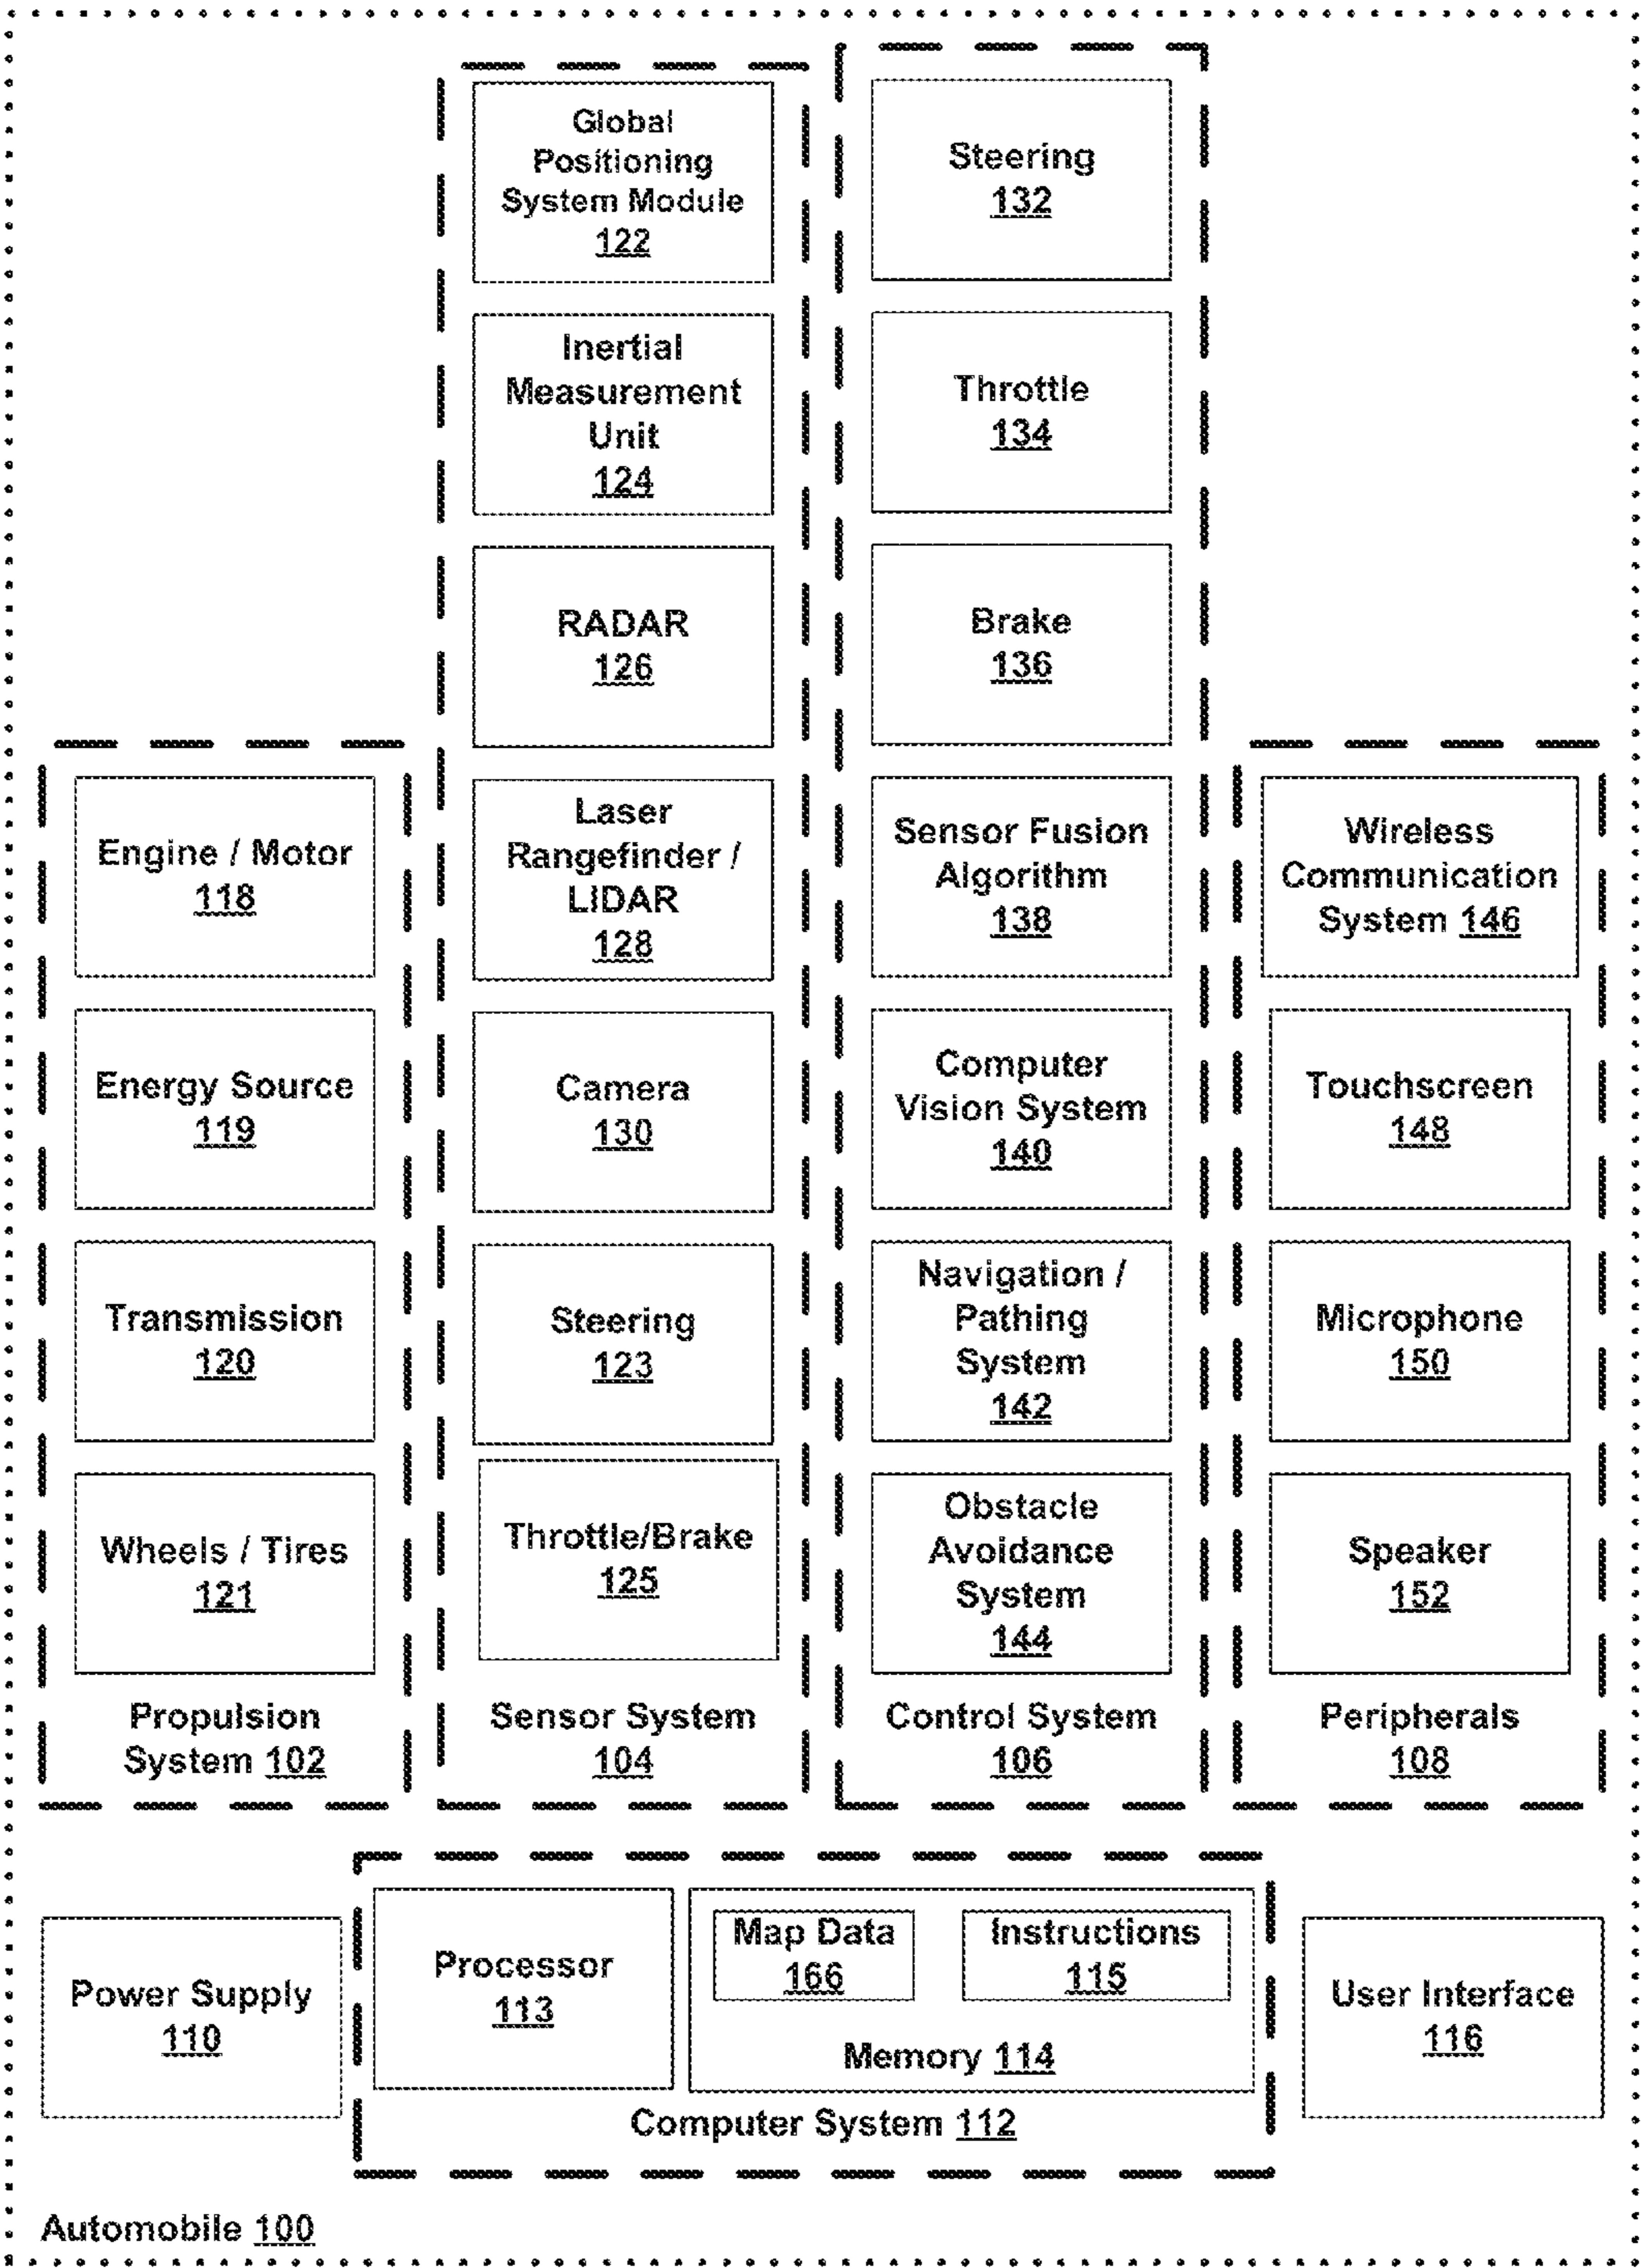 Global
Positioning
System Module
122
Inertial
Measurement
Unit
124
RADAR
126
Laser
Rangefinder /
LIDAR
128
Camera
130
Steering
123
Throttle/Brake
125
Sensor System
104
Steering
132
Throttle
134
Brake
136
Sensor Fusion
Algorithm
138
Computer
Vision System
140
Navigation /
Pathing
System
142
Obstacle
Avoidance
System
144
Control System
106
Engine / Motor
118
Energy Source
119
Transmission
120
Wheels / Tires
121
Propulsion
System 102
Wireless
Communication
System 146
Touchscreen
148
Microphone
150
Speaker
152
Peripherals
108
Power Supply
110
Processor
113
Map Data
166
Instructions
115
Memory 114
Computer System 112
User Interface
116
Automobile 100